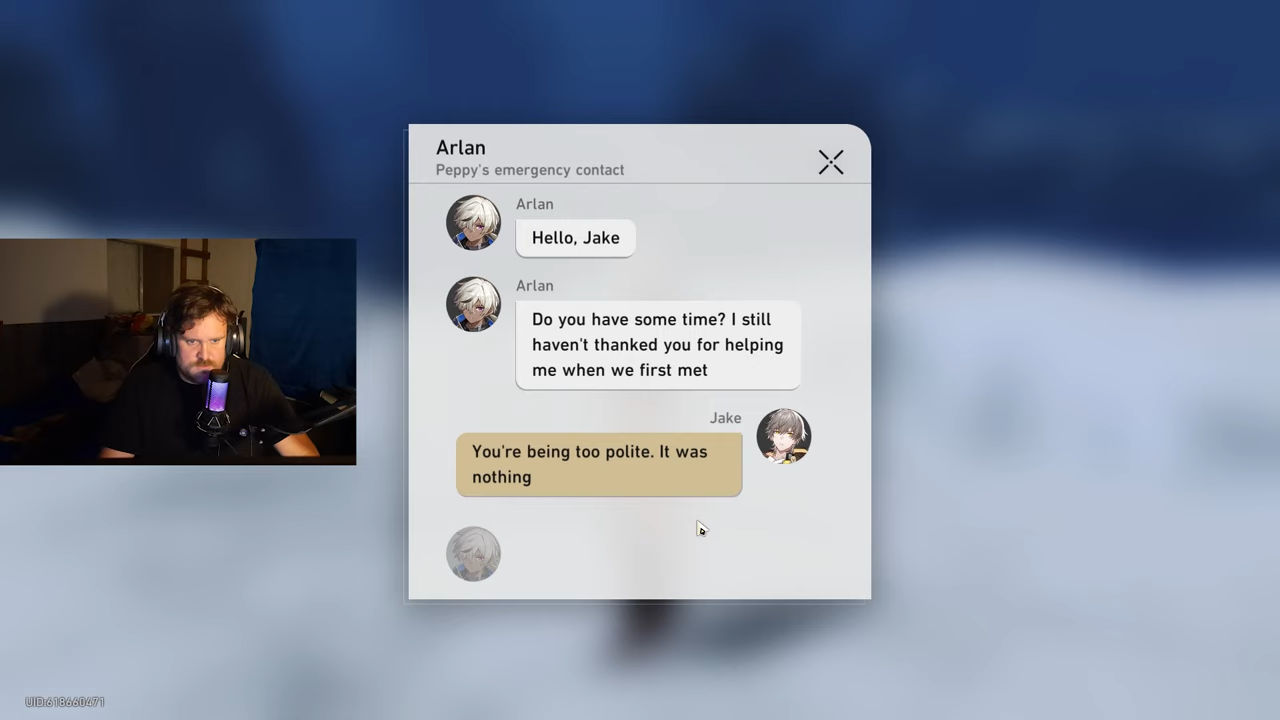 Arlan
Peppy's emergency contact
Arlan
Hello, Jake
Arlan
Do you have some time? I still
haven't thanked you for helping
me when we first met
Jake
You're being too polite. It was
nothing
UID:618660471